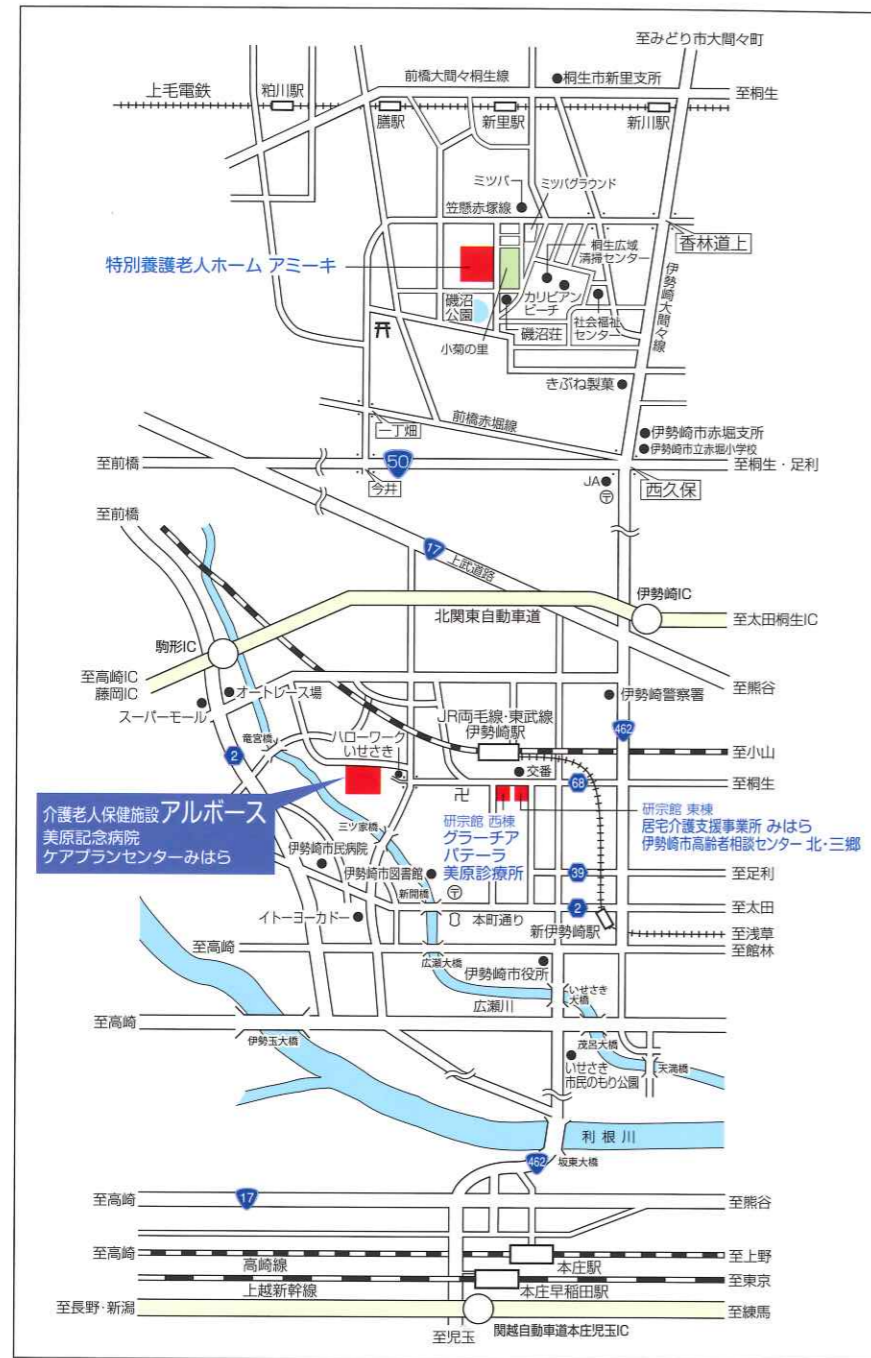 至みどり市大間々町
前橋大間々桐生線
桐生市新里支所
上毛電鉄
粕川駅
至桐生
膳駅
新里駅
新川駅
ミツバ
ミツバグラウンド
笠懸赤塚線
香林道上
桐生広域
清掃センター
特別養護老人ホーム アミーキ
伊勢崎大間々線
磯沼
公園
カリビアン
ビーチ
社会福祉
センター
磯沼荘
小菊の里
きぶね製菓
前橋赤堀線
一丁畑
伊勢崎市赤堀支所
伊勢崎市立赤堀小学校
至前橋
50
至桐生・足利
今井
JA
〒
西久保
至前橋
17
上武道路
伊勢崎IC
北関東自動車道
至太田桐生IC
駒形IC
至高崎IC
藤岡IC
オートレース場
スーパーモール
至熊谷
伊勢崎警察署
JR両毛線・東武線
伊勢崎駅
462
竜宮橋
ハローワーク
いせさき
至小山
2
交番
68
至桐生
卍
介護老人保健施設 アルボース
美原記念病院
ケアプランセンターみはら
三ツ家橋
研宗館 西棟
グラーチア
パテーラ
美原診療所
研宗館 東棟
居宅介護支援事業所 みはら
伊勢崎市高齢者相談センター 北・三郷
伊勢崎市民病院
伊勢崎市図書館
39
至足利
新開橋
〒
2
至太田
イトーヨーカドー
本町通り
新伊勢崎駅
至浅草
至高崎
至館林
広瀬大橋
伊勢崎市役所
広瀬川
いせさき
大橋
至高崎
伊勢玉大橋
茂呂大橋
いせさき
市民のもり公園
天満橋
利根川
462
坂東大橋
至高崎
17
至熊谷
至高崎
高崎線
本庄駅
至上野
上越新幹線
本庄早稲田駅
至東京
至長野・新潟
至練馬
関越自動車道本庄児玉IC
至児玉